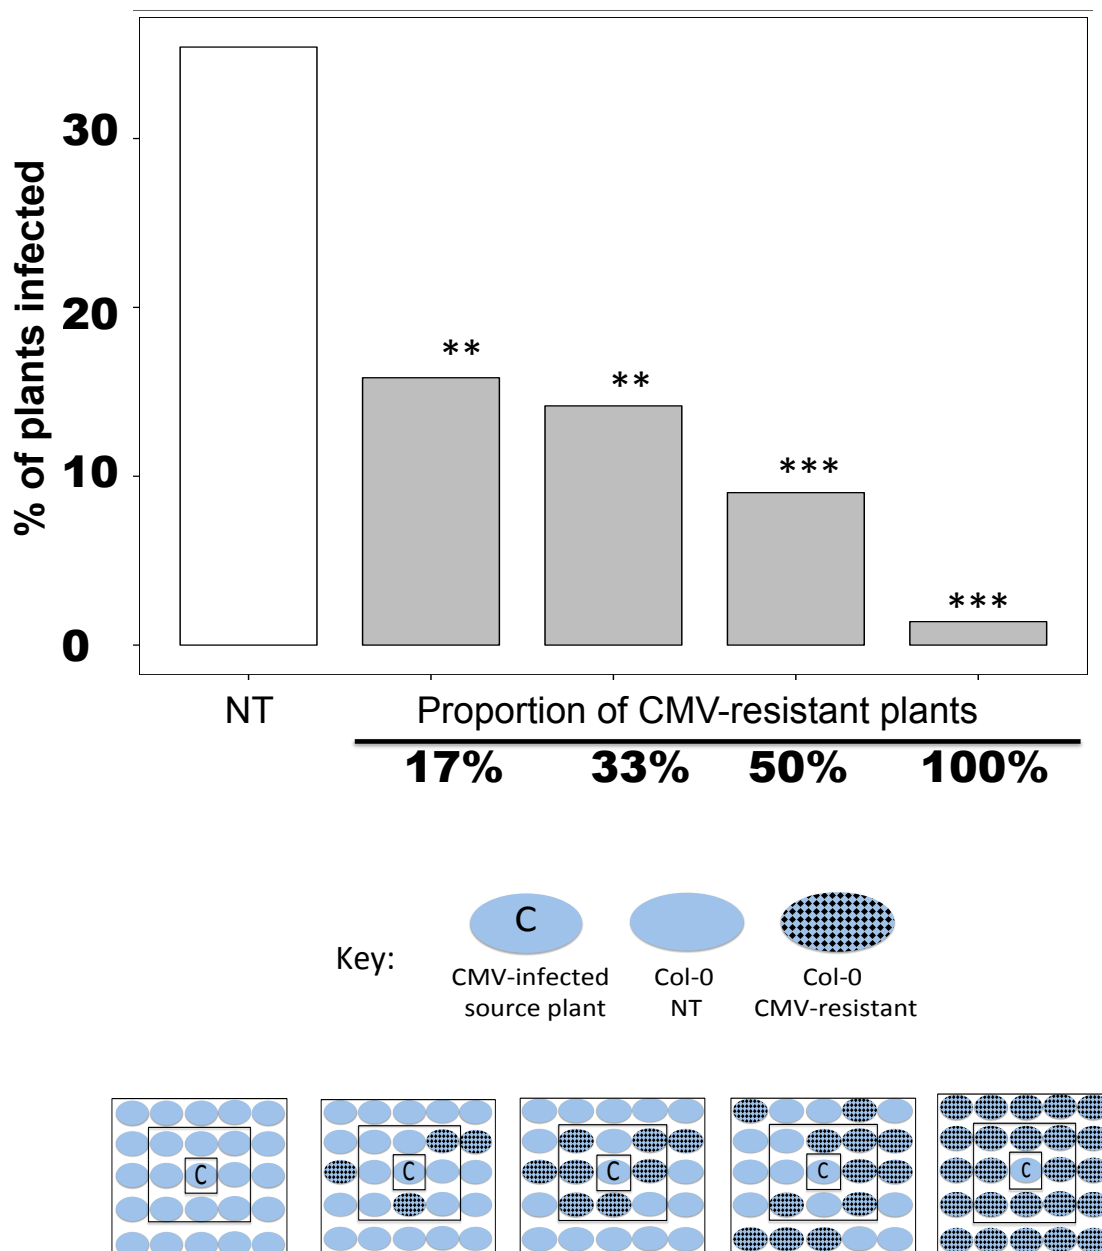 % of plants infected
30
20
10
0
**
**
***
***
NT
Proportion of CMV-resistant plants
17% 33% 50% 100%
Key:
C
CMV-infected
source plant
Col-0
NT
Col-0
CMV-resistant
C C C C C